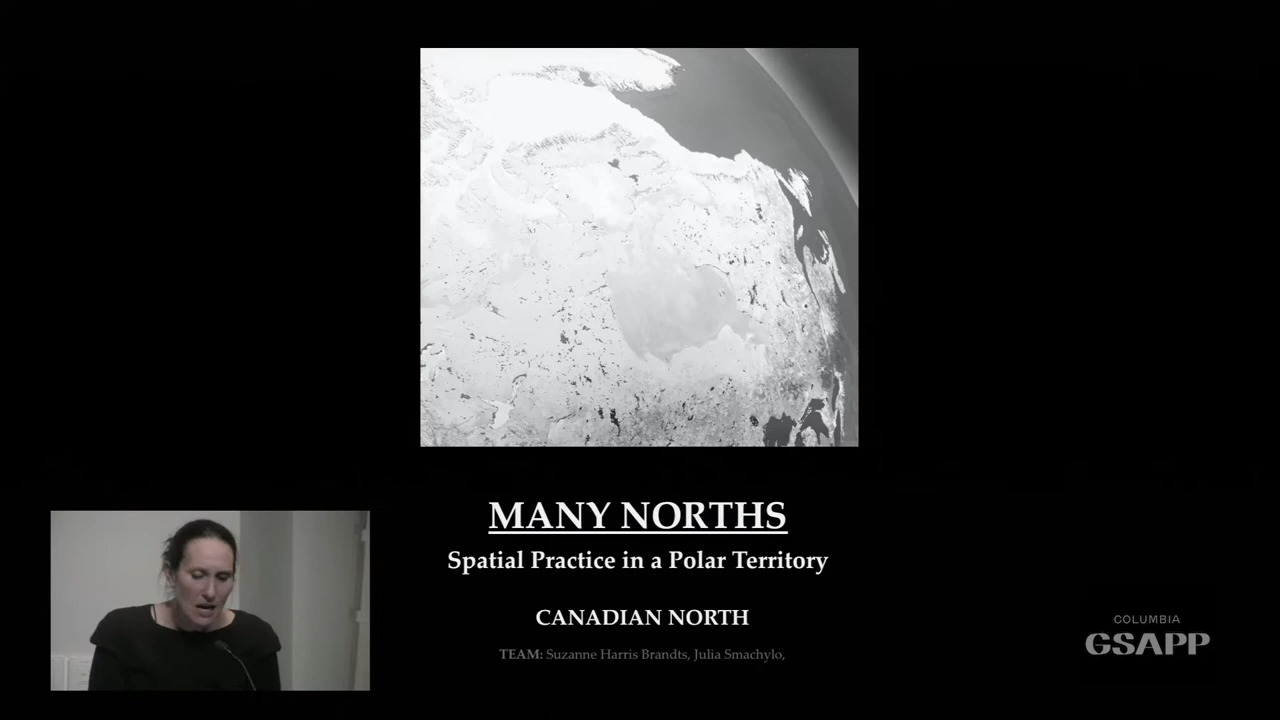 MANY NORTHS
Spatial Practice in a Polar Territory
CANADIAN NORTH
TEAM: Suzanne Harris Brandts, Julia Smachylo,
COLUMBIA
GSAPP